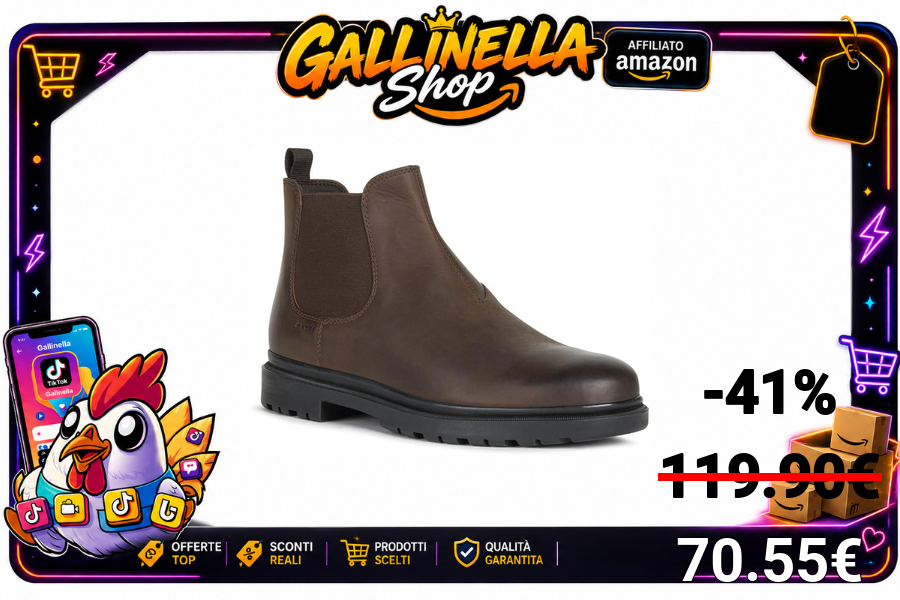 GALLINELLA
Shop
AFFILIATO
amazon
Gallinella
TikTok
Gallinella
-41%
119.90€
70.55€
OFFERTE
TOP
SCONTI
REALI
PRODOTTI
SCELTI
QUALITÀ
GARANTITA